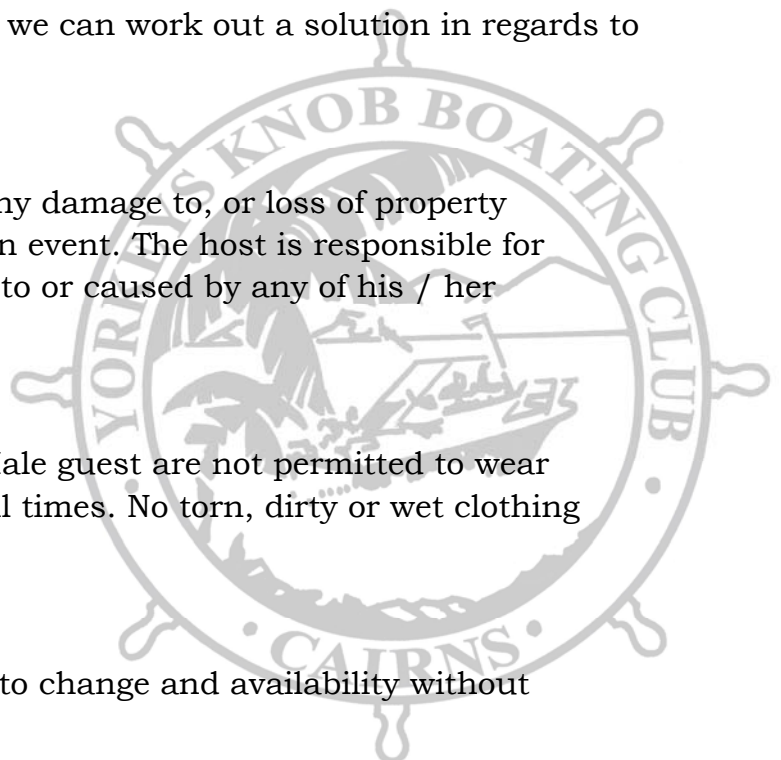 we can work out a solution in regards to
YORKEYS KNOB BOATING CLUB
ny damage to, or loss of property
n event. The host is responsible for
to or caused by any of his / her
ale guest are not permitted to wear
l times. No torn, dirty or wet clothing
• CAIRNS •
to change and availability without